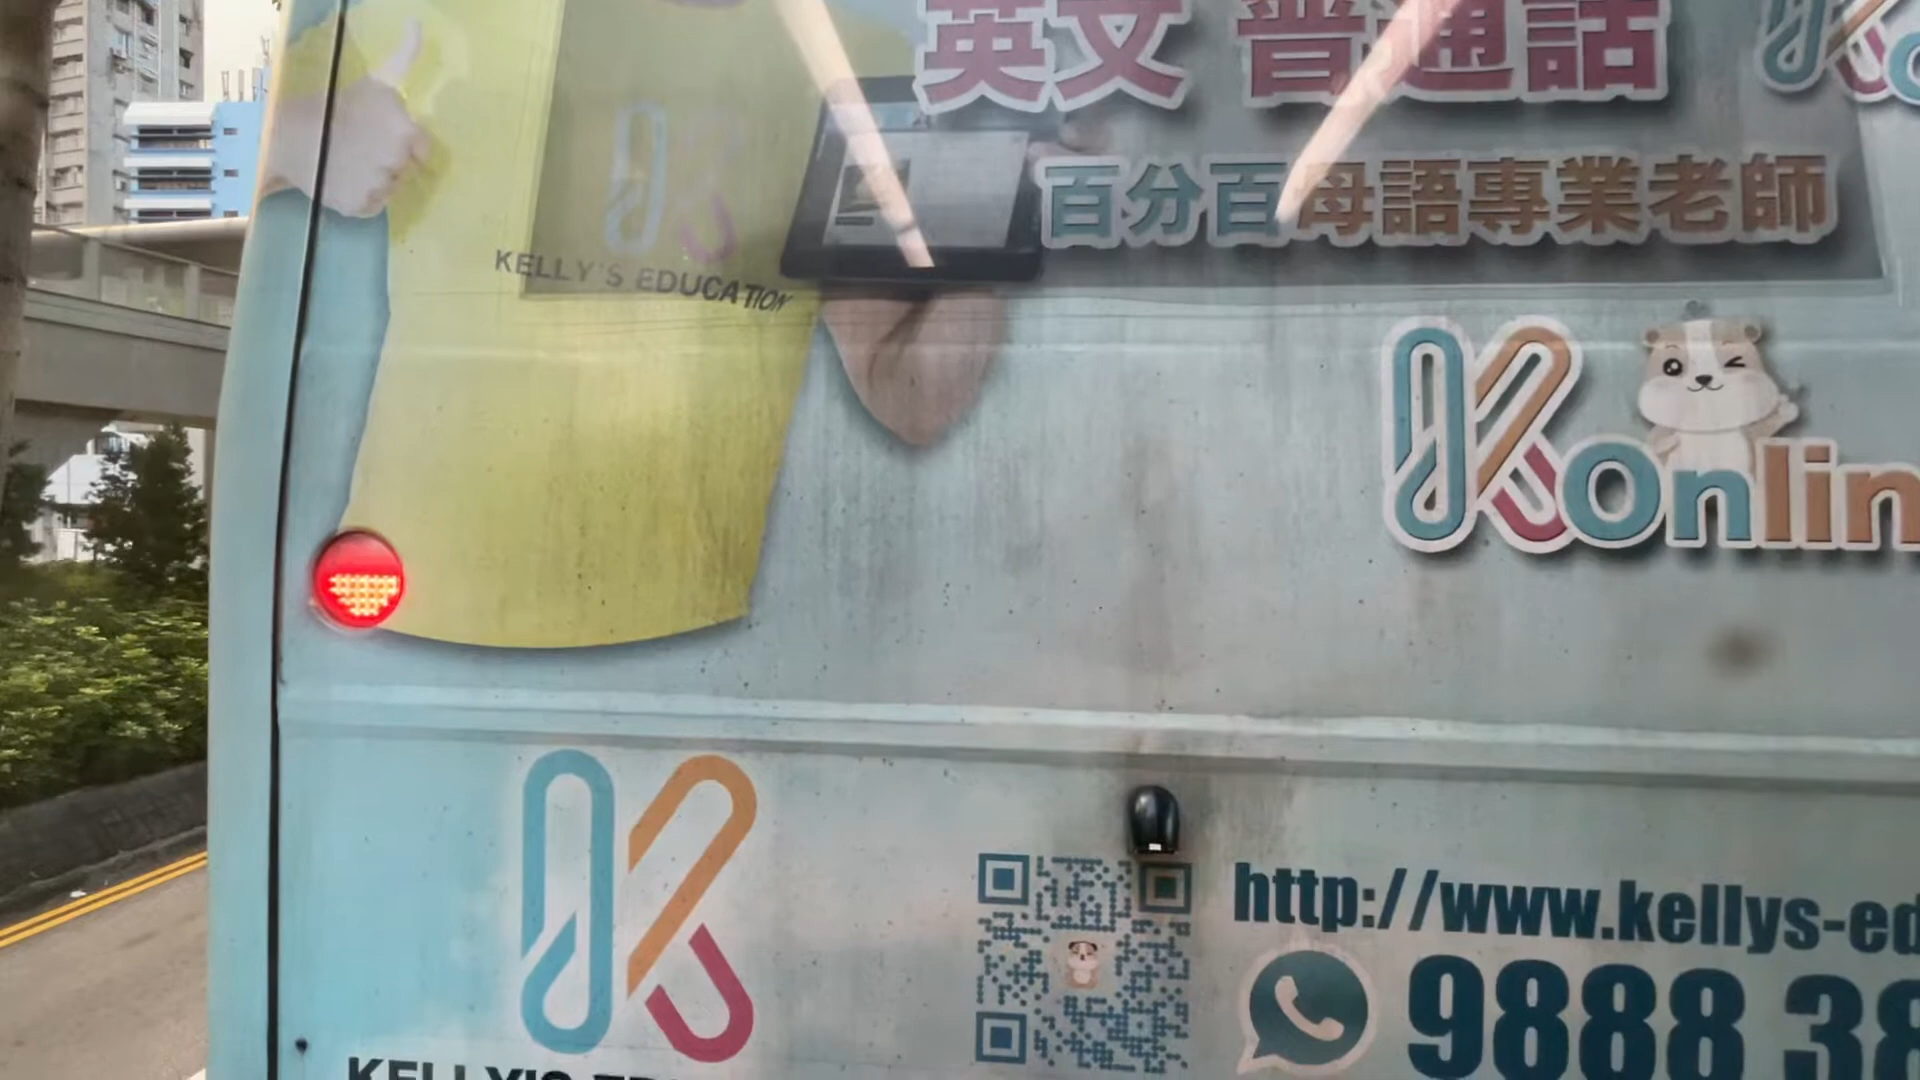 英文 普通話
百分百母語專業老師
KELLY'S EDUCATION
Konlin
http://www.kellys-ed
9888 38
KELLY'S